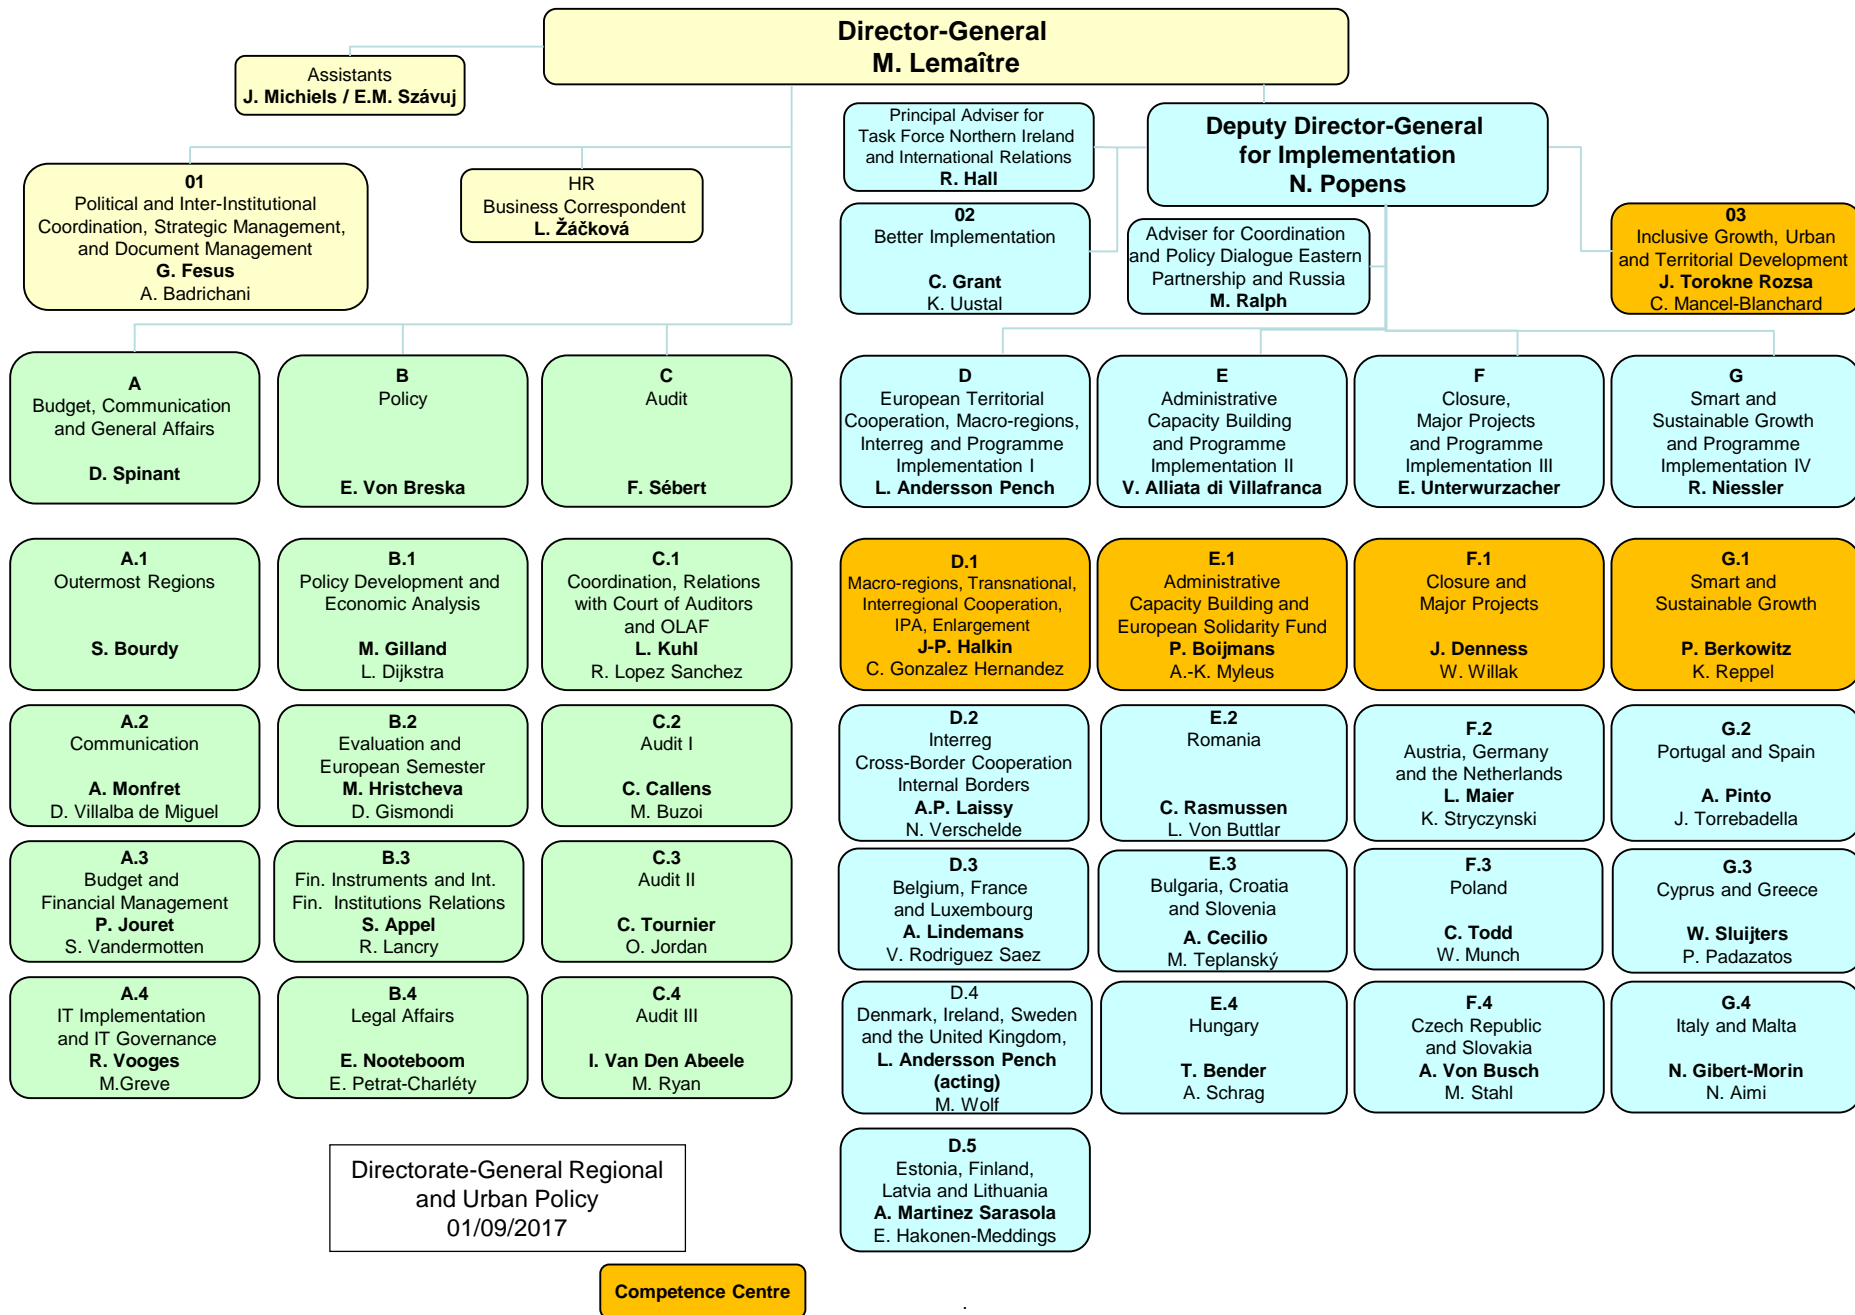 Director-General
M. Lemaître
Assistants
J. Michiels / E.M. Szávuj
Principal Adviser for
Task Force Northern Ireland
and International Relations
R. Hall
Deputy Director-General
for Implementation
N. Popens
01
Political and Inter-Institutional
Coordination, Strategic Management,
and Document Management
G. Fesus
A. Badrichani
HR
Business Correspondent
L. Žáčková
02
Better Implementation
C. Grant
K. Uustal
Adviser for Coordination
and Policy Dialogue Eastern
Partnership and Russia
M. Ralph
03
Inclusive Growth, Urban
and Territorial Development
J. Torokne Rozsa
C. Mancel-Blanchard
A
Budget, Communication
and General Affairs
D. Spinant
B
Policy
E. Von Breska
C
Audit
F. Sébert
D
European Territorial
Cooperation, Macro-regions,
Interreg and Programme
Implementation I
L. Andersson Pench
E
Administrative
Capacity Building
and Programme
Implementation II
V. Alliata di Villafranca
F
Closure,
Major Projects
and Programme
Implementation III
E. Unterwurzacher
G
Smart and
Sustainable Growth
and Programme
Implementation IV
R. Niessler
A.1
Outermost Regions
S. Bourdy
B.1
Policy Development and
Economic Analysis
M. Gilland
L. Dijkstra
C.1
Coordination, Relations
with Court of Auditors
and OLAF
L. Kuhl
R. Lopez Sanchez
D.1
Macro-regions, Transnational,
Interregional Cooperation,
IPA, Enlargement
J-P. Halkin
C. Gonzalez Hernandez
E.1
Administrative
Capacity Building and
European Solidarity Fund
P. Boijmans
A.-K. Myleus
F.1
Closure and
Major Projects
J. Denness
W. Willak
G.1
Smart and
Sustainable Growth
P. Berkowitz
K. Reppel
A.2
Communication
A. Monfret
D. Villalba de Miguel
B.2
Evaluation and
European Semester
M. Hristcheva
D. Gismondi
C.2
Audit I
C. Callens
M. Buzoi
D.2
Interreg
Cross-Border Cooperation
Internal Borders
A.P. Laissy
N. Verschelde
E.2
Romania
C. Rasmussen
L. Von Buttlar
F.2
Austria, Germany
and the Netherlands
L. Maier
K. Stryczynski
G.2
Portugal and Spain
A. Pinto
J. Torrebadella
A.3
Budget and
Financial Management
P. Jouret
S. Vandermotten
B.3
Fin. Instruments and Int.
Fin. Institutions Relations
S. Appel
R. Lancry
C.3
Audit II
C. Tournier
O. Jordan
D.3
Belgium, France
and Luxembourg
A. Lindemans
V. Rodriguez Saez
E.3
Bulgaria, Croatia
and Slovenia
A. Cecilio
M. Teplanský
F.3
Poland
C. Todd
W. Munch
G.3
Cyprus and Greece
W. Sluijters
P. Padazatos
A.4
IT Implementation
and IT Governance
R. Vooges
M.Greve
B.4
Legal Affairs
E. Nooteboom
E. Petrat-Charléty
C.4
Audit III
I. Van Den Abeele
M. Ryan
D.4
Denmark, Ireland, Sweden
and the United Kingdom,
L. Andersson Pench
(acting)
M. Wolf
E.4
Hungary
T. Bender
A. Schrag
F.4
Czech Republic
and Slovakia
A. Von Busch
M. Stahl
G.4
Italy and Malta
N. Gibert-Morin
N. Aimi
D.5
Estonia, Finland,
Latvia and Lithuania
A. Martinez Sarasola
E. Hakonen-Meddings
Directorate-General Regional
and Urban Policy
01/09/2017
Competence Centre
.